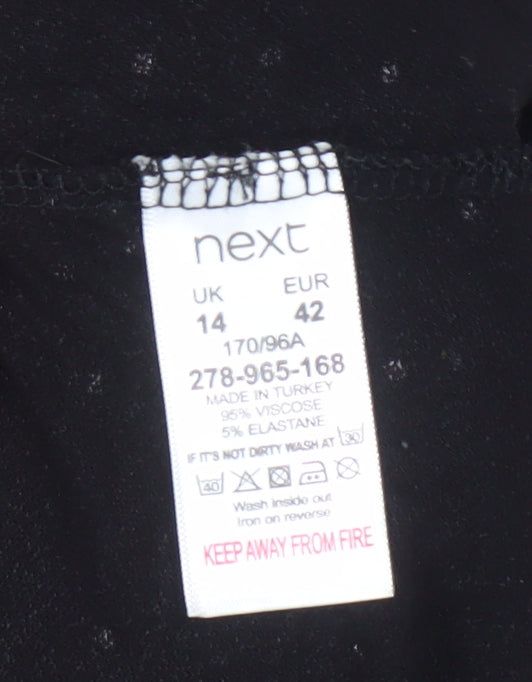 next
UK EUR
14 42
170/96A
278-965-168
MADE IN TURKEY
95% VISCOSE
5% ELASTANE
IF IT'S NOT DIRTY WASH AT 30
40
Wash inside out
Iron on reverse
KEEP AWAY FROM FIRE